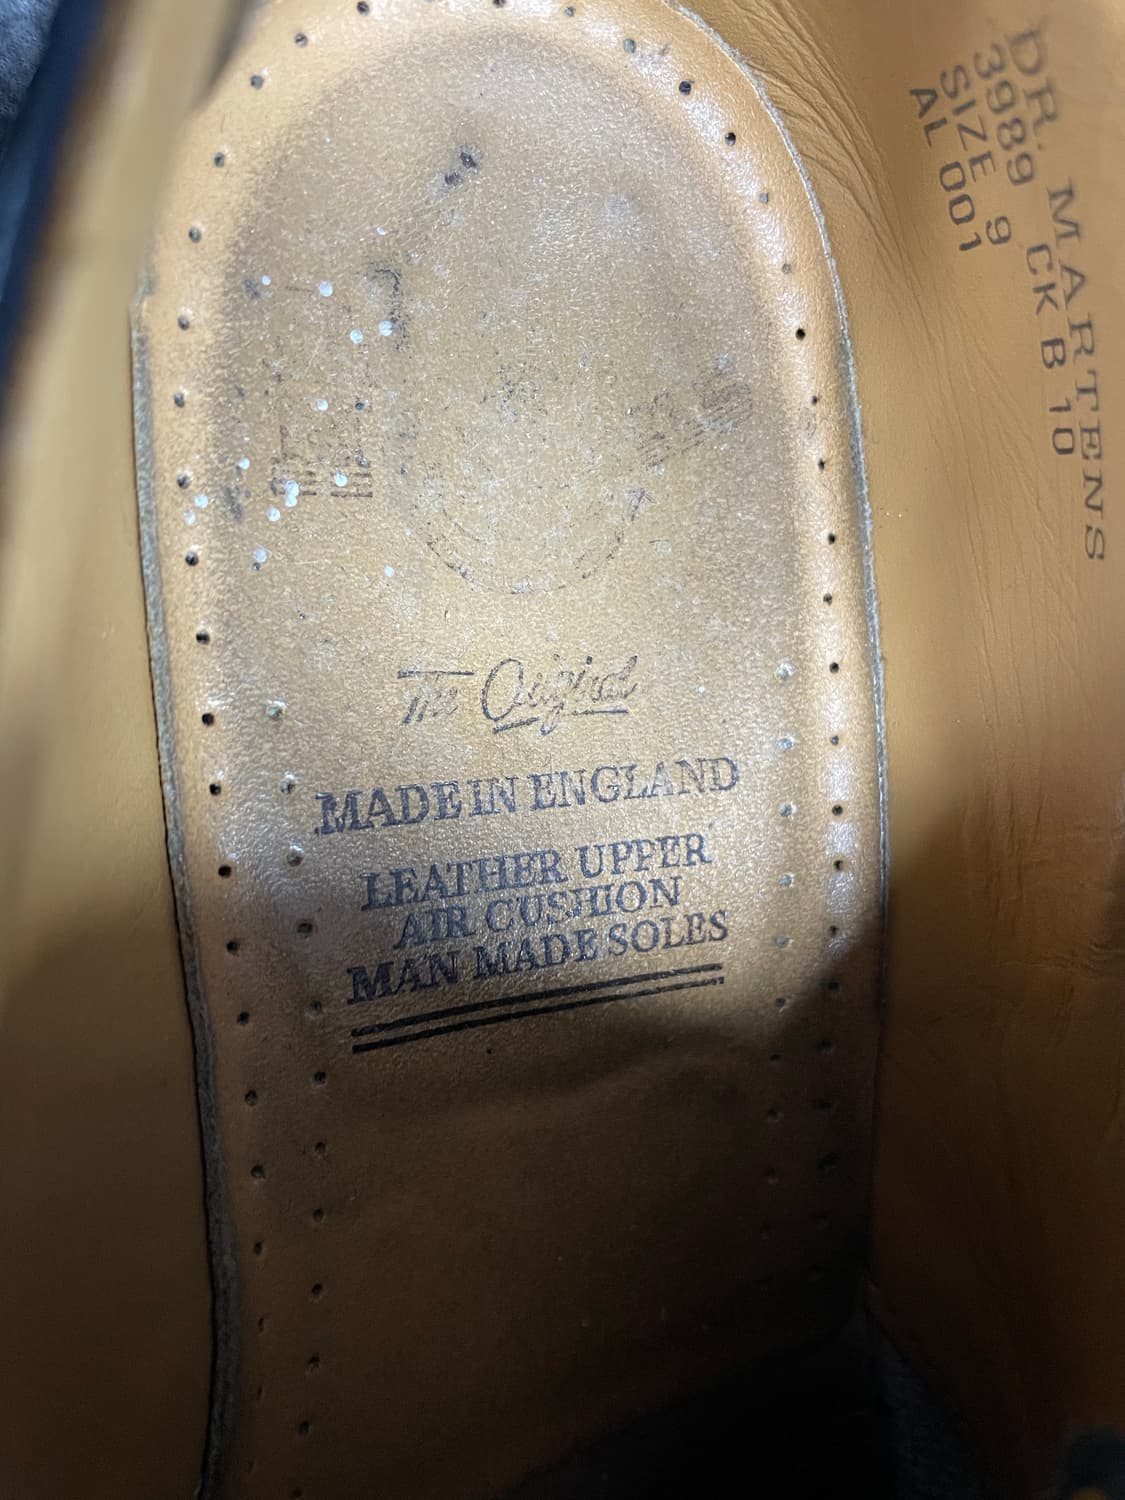 DR. MARTENS
3989 CK B 10
SIZE 9
AL 001
The Original
MADE IN ENGLAND
LEATHER UPPER
AIR CUSHION
MAN MADE SOLES